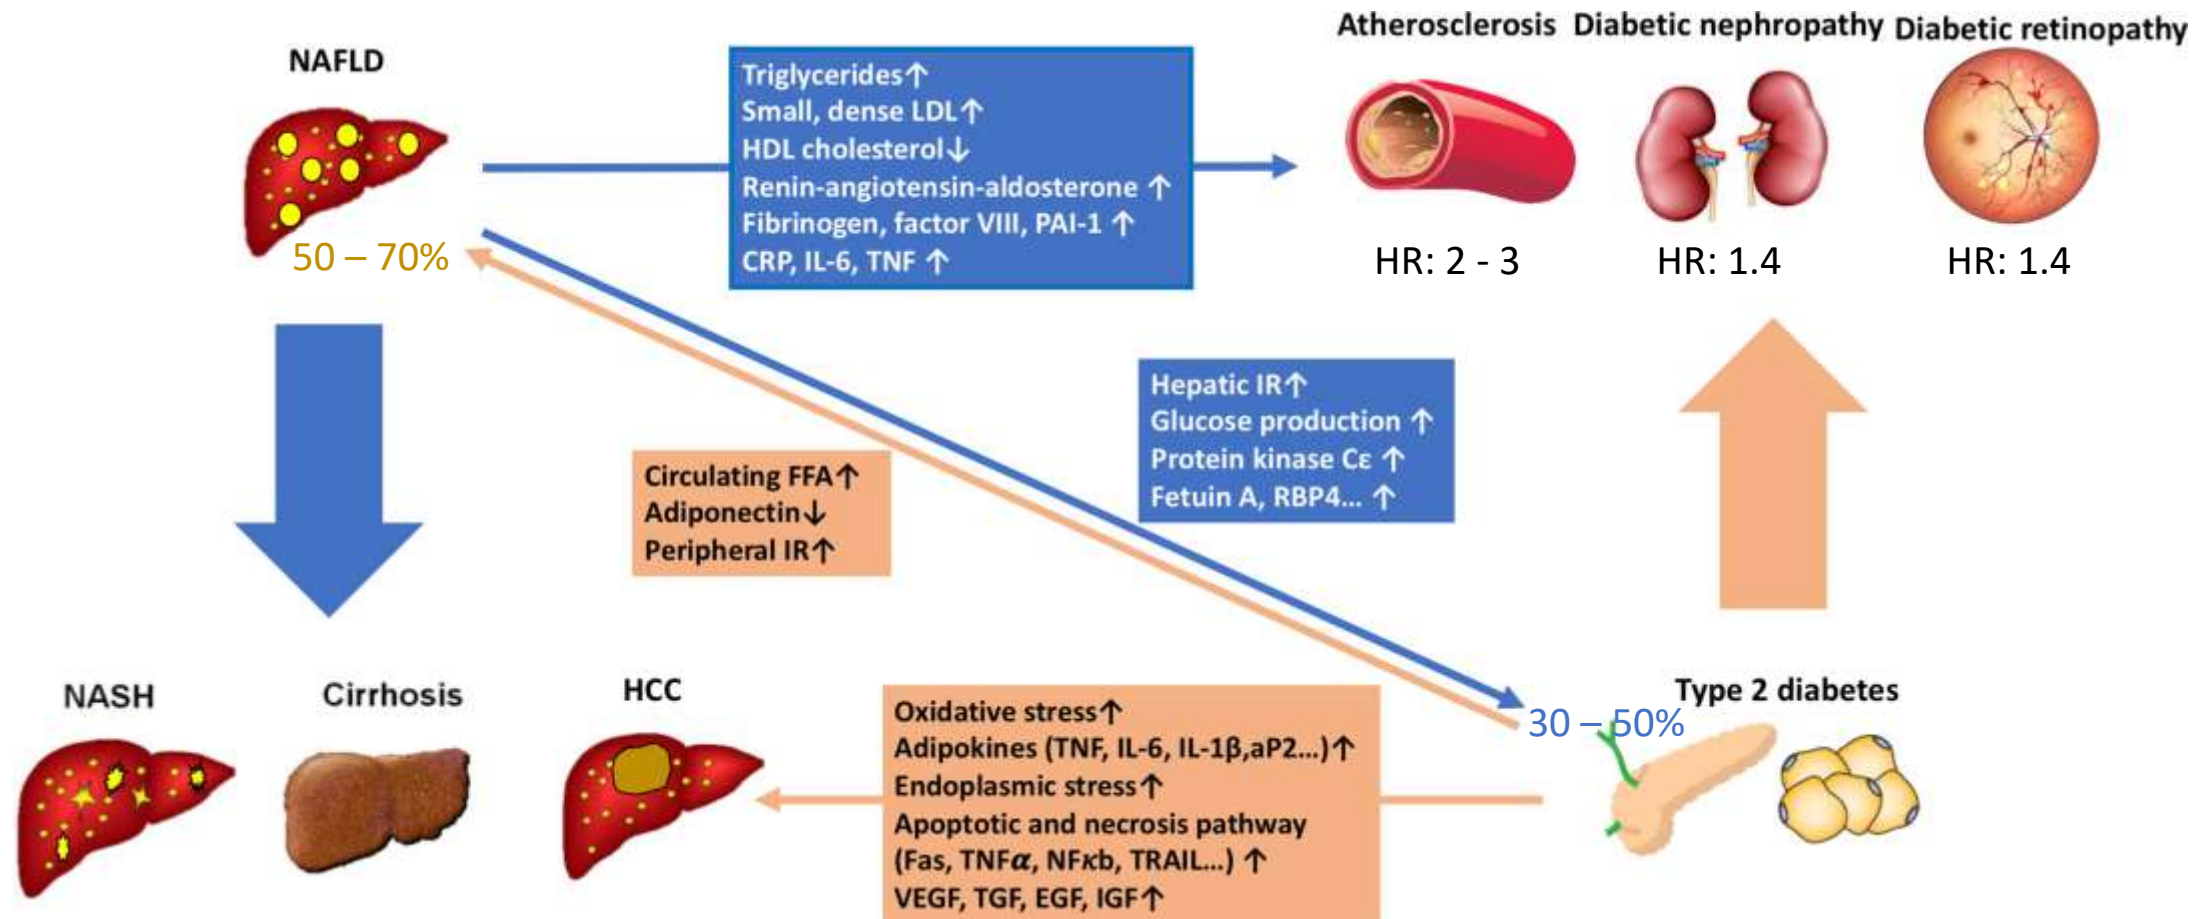 NAFLD
50 – 70%
Triglycerides↑
Small, dense LDL↑
HDL cholesterol↓
Renin-angiotensin-aldosterone ↑
Fibrinogen, factor VIII, PAI-1 ↑
CRP, IL-6, TNF ↑
Atherosclerosis
Diabetic nephropathy
Diabetic retinopathy
HR: 2 - 3
HR: 1.4
HR: 1.4
Hepatic IR↑
Glucose production ↑
Protein kinase Cε ↑
Fetuin A, RBP4... ↑
Circulating FFA↑
Adiponectin↓
Peripheral IR↑
NASH
Cirrhosis
HCC
Oxidative stress↑
Adipokines (TNF, IL-6, IL-1β,aP2...)↑
Endoplasmic stress↑
Apoptotic and necrosis pathway
(Fas, TNFα, NFκb, TRAIL...) ↑
VEGF, TGF, EGF, IGF↑
Type 2 diabetes
30 – 50%